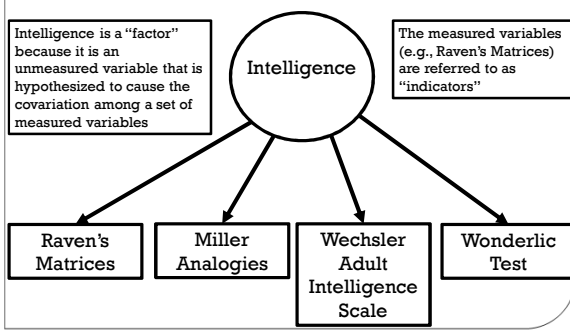 Intelligence is a “factor”
because it is an
unmeasured variable that is
hypothesized to cause the
covariation among a set of
measured variables
Intelligence
The measured variables
(e.g., Raven’s Matrices)
are referred to as
“indicators”
Raven’s
Matrices
Miller
Analogies
Wechsler
Adult
Intelligence
Scale
Wonderlic
Test